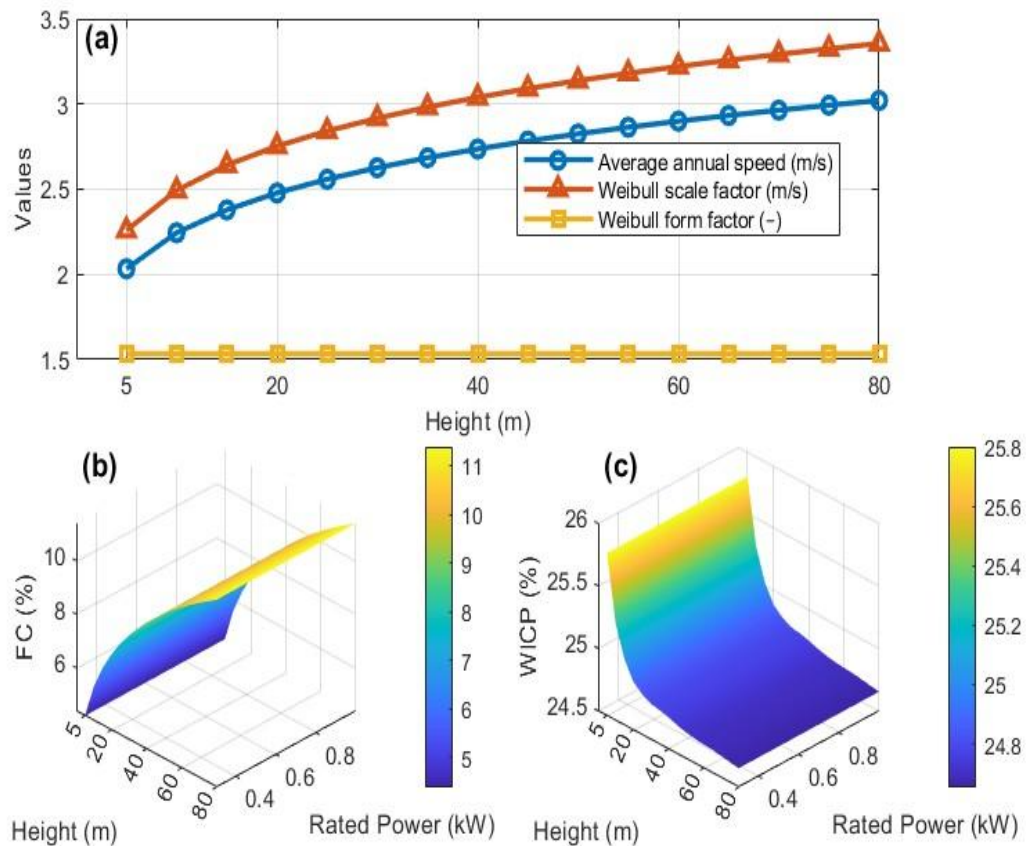 (a)
3.5
3
2.5
2
1.5
Values
Average annual speed (m/s)
Weibull scale factor (m/s)
Weibull form factor (−)
5 20 40 60 80
Height (m)
(b)
10
8
6
FC (%)
5 20 40 60 80
0.4 0.6 0.8
Height (m)
Rated Power (kW)
11
10
9
8
7
6
5
(c)
26
25.5
25
24.5
WICP (%)
5 20 40 60 80
0.4 0.6 0.8
Height (m)
Rated Power (kW)
25.8
25.6
25.4
25.2
25
24.8